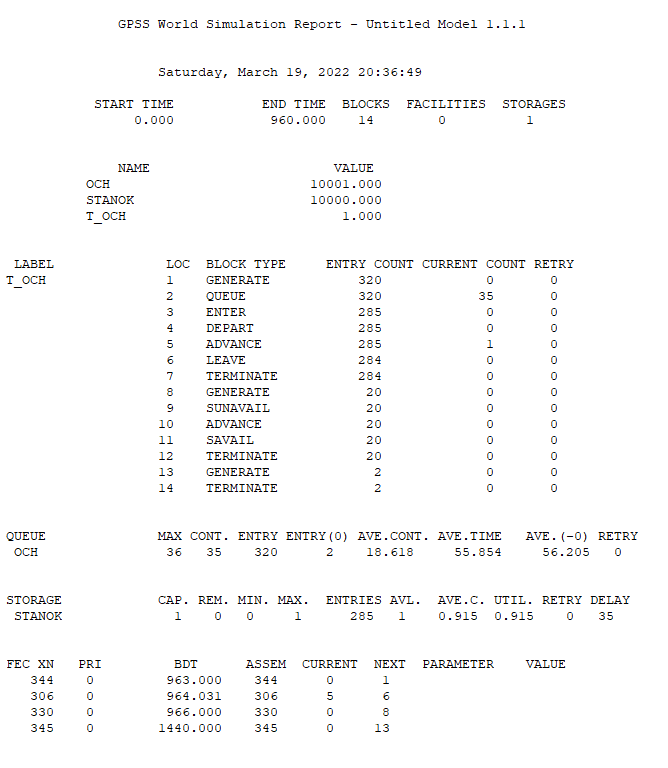 GPSS World Simulation Report - Untitled Model 1.1.1
Saturday, March 19, 2022 20:36:49
START TIME END TIME BLOCKS FACILITIES STORAGES
0.000 960.000 14 0 1
NAME VALUE
OCH 10001.000
STANOK 10000.000
T_OCH 1.000
LABEL LOC BLOCK TYPE ENTRY COUNT CURRENT COUNT RETRY
T_OCH 1 GENERATE 320 0 0
2 QUEUE 320 35 0
3 ENTER 285 0 0
4 DEPART 285 0 0
5 ADVANCE 285 1 0
6 LEAVE 284 0 0
7 TERMINATE 284 0 0
8 GENERATE 20 0 0
9 SUNAVAIL 20 0 0
10 ADVANCE 20 0 0
11 SAVAIL 20 0 0
12 TERMINATE 20 0 0
13 GENERATE 2 0 0
14 TERMINATE 2 0 0
QUEUE MAX CONT. ENTRY ENTRY(0) AVE.CONT. AVE.TIME AVE.(-0) RETRY
OCH 36 35 320 2 18.618 55.854 56.205 0
STORAGE CAP. REM. MIN. MAX. ENTRIES AVL. AVE.C. UTIL. RETRY DELAY
STANOK 1 0 0 1 285 1 0.915 0.915 0 35
FEC XN PRI BDT ASSEM CURRENT NEXT PARAMETER VALUE
344 0 963.000 344 0 1
306 0 964.031 306 5 6
330 0 966.000 330 0 8
345 0 1440.000 345 0 13